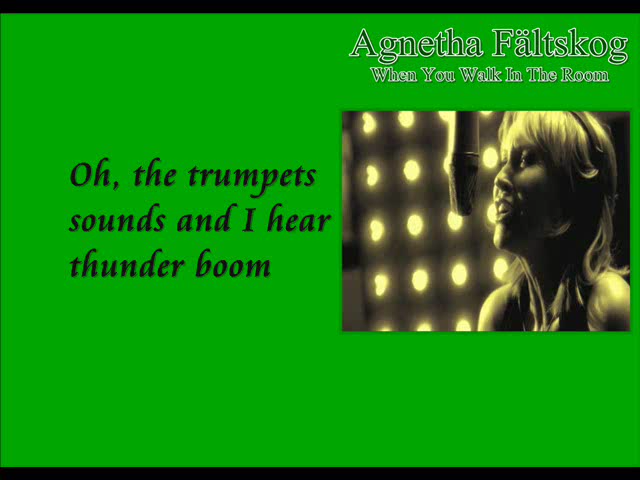 Agnetha Fältskog
When You Walk In The Room
Oh, the trumpets
sounds and I hear
thunder boom